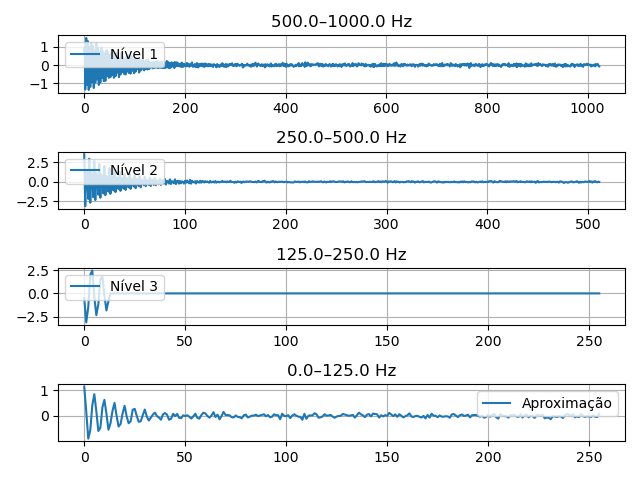 500.0–1000.0 Hz
1
0
−1
Nível 1
0 200 400 600 800 1000
250.0–500.0 Hz
2.5
0.0
−2.5
Nível 2
0 100 200 300 400 500
125.0–250.0 Hz
2.5
0.0
−2.5
Nível 3
0 50 100 150 200 250
0.0–125.0 Hz
1
0
Aproximação
0 50 100 150 200 250